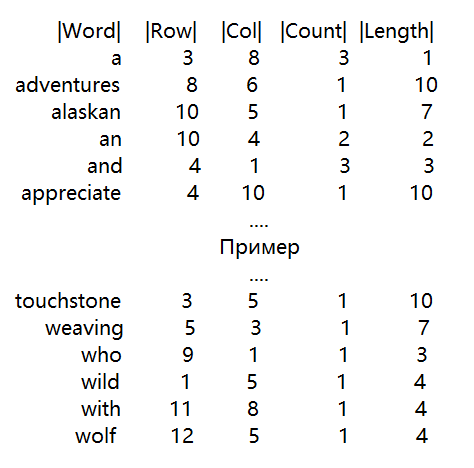 |Word| |Row| |Col| |Count| |Length|
a 3 8 3 1
adventures 8 6 1 10
alaskan 10 5 1 7
an 10 4 2 2
and 4 1 3 3
appreciate 4 10 1 10
....
Пример
....
touchstone 3 5 1 10
weaving 5 3 1 7
who 9 1 1 3
wild 1 5 1 4
with 11 8 1 4
wolf 12 5 1 4